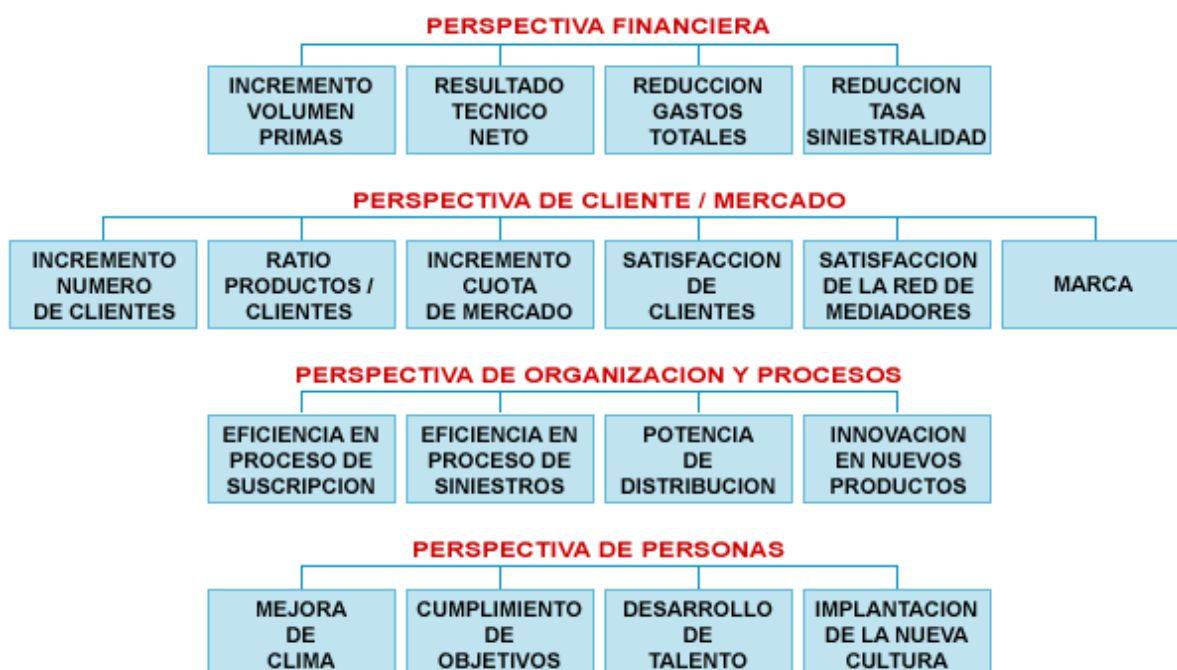 PERSPECTIVA FINANCIERA
INCREMENTO
VOLUMEN
PRIMAS
RESULTADO
TECNICO
NETO
REDUCCION
GASTOS
TOTALES
REDUCCION
TASA
SINIESTRALIDAD
PERSPECTIVA DE CLIENTE / MERCADO
INCREMENTO
NUMERO
DE CLIENTES
RATIO
PRODUCTOS /
CLIENTES
INCREMENTO
CUOTA
DE MERCADO
SATISFACCION
DE
CLIENTES
SATISFACCION
DE LA RED DE
MEDIADORES
MARCA
PERSPECTIVA DE ORGANIZACION Y PROCESOS
EFICIENCIA EN
PROCESO DE
SUSCRIPCION
EFICIENCIA EN
PROCESO DE
SINIESTROS
POTENCIA
DE
DISTRIBUCION
INNOVACION
EN NUEVOS
PRODUCTOS
PERSPECTIVA DE PERSONAS
MEJORA
DE
CLIMA
CUMPLIMIENTO
DE
OBJETIVOS
DESARROLLO
DE
TALENTO
IMPLANTACION
DE LA NUEVA
CULTURA